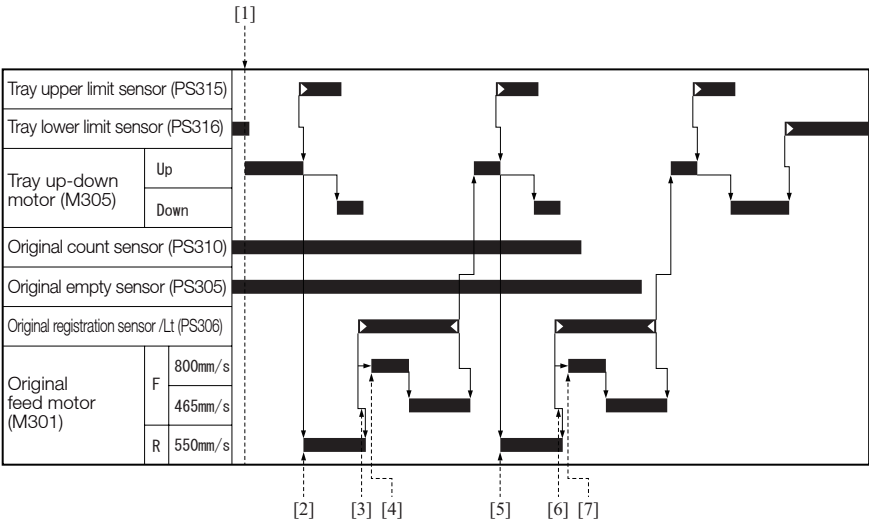 [1]
Tray upper limit sensor (PS315)
Tray lower limit sensor (PS316)
Tray up-down
motor (M305)
Up
Down
Original count sensor (PS310)
Original empty sensor (PS305)
Original registration sensor /Lt (PS306)
Original
feed motor
(M301)
F
800mm/s
465mm/s
R
550mm/s
[2]
[3]
[4]
[5]
[6]
[7]